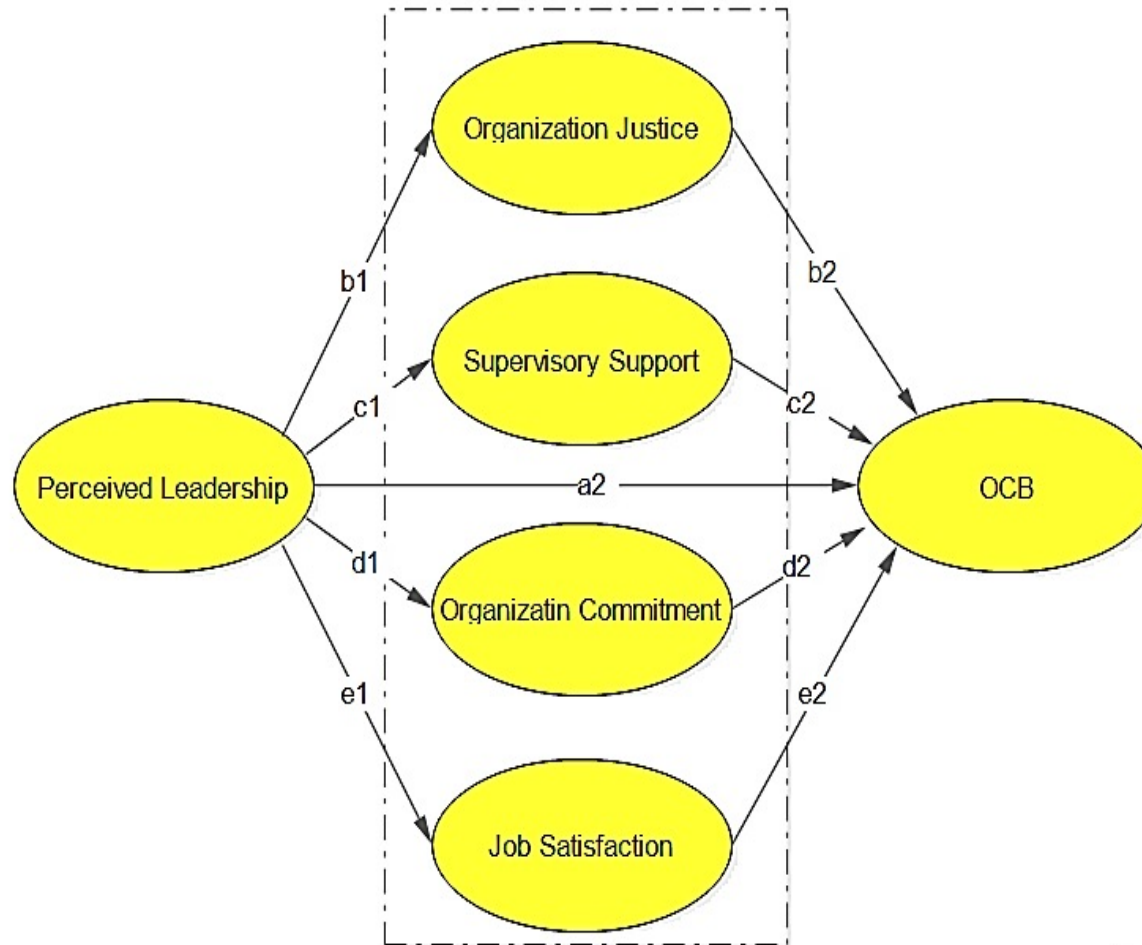 Organization Justice
b1
b2
Supervisory Support
c1
c2
Perceived Leadership
a2
OCB
d1
d2
Organizatin Commitment
e1
e2
Job Satisfaction